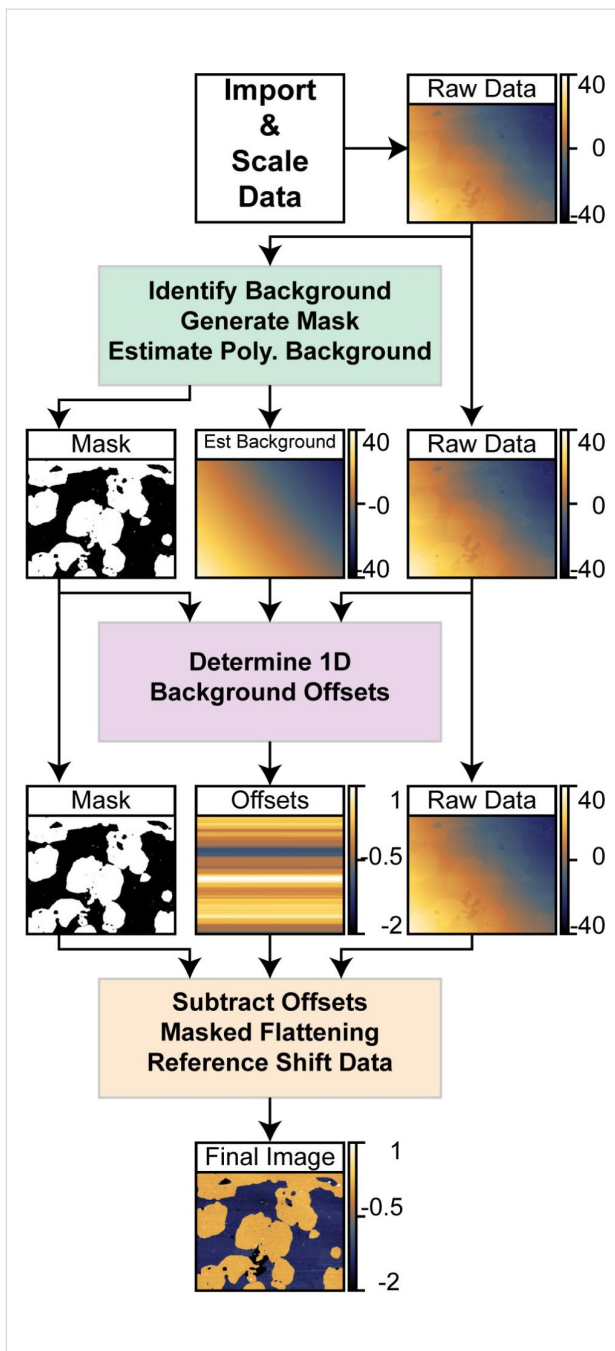 Import
&
Scale
Data
Raw Data
40
0
-40
Identify Background
Generate Mask
Estimate Poly. Background
Mask
Est Background
40
-0
-40
Raw Data
40
0
-40
Determine 1D
Background Offsets
Mask
Offsets
1
-0.5
-2
Raw Data
40
0
-40
Subtract Offsets
Masked Flattening
Reference Shift Data
Final Image
1
-0.5
-2